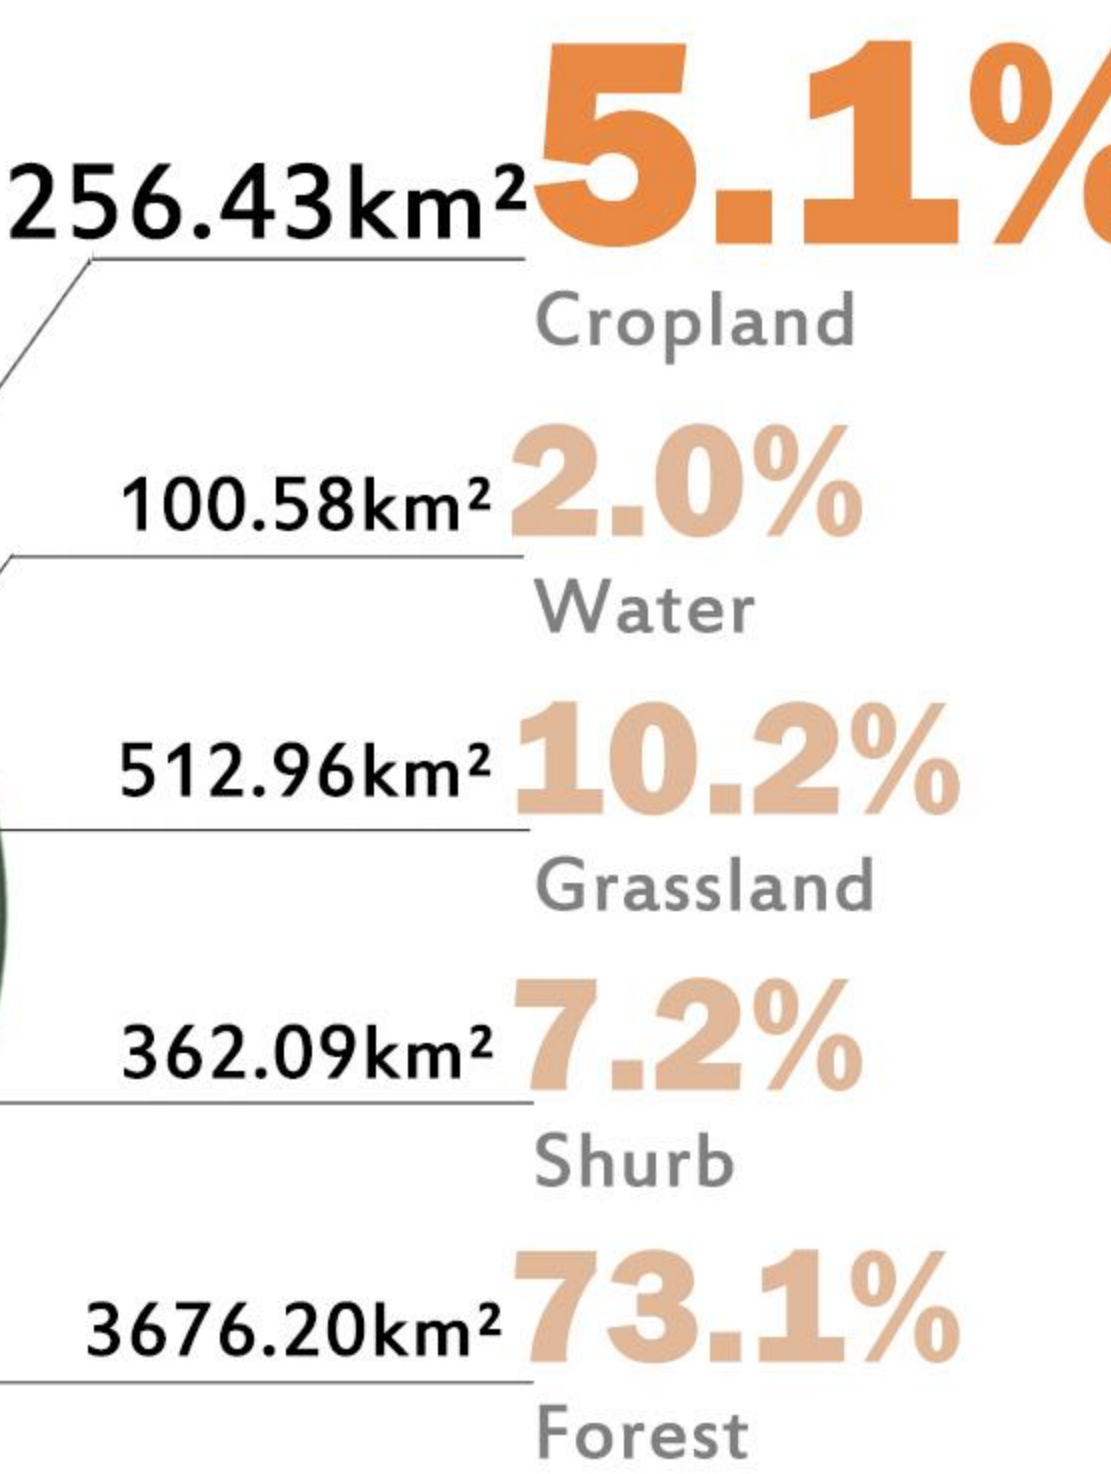 256.43km² 5.1%
Cropland
100.58km² 2.0%
Water
512.96km² 10.2%
Grassland
362.09km² 7.2%
Shurb
3676.20km² 73.1%
Forest